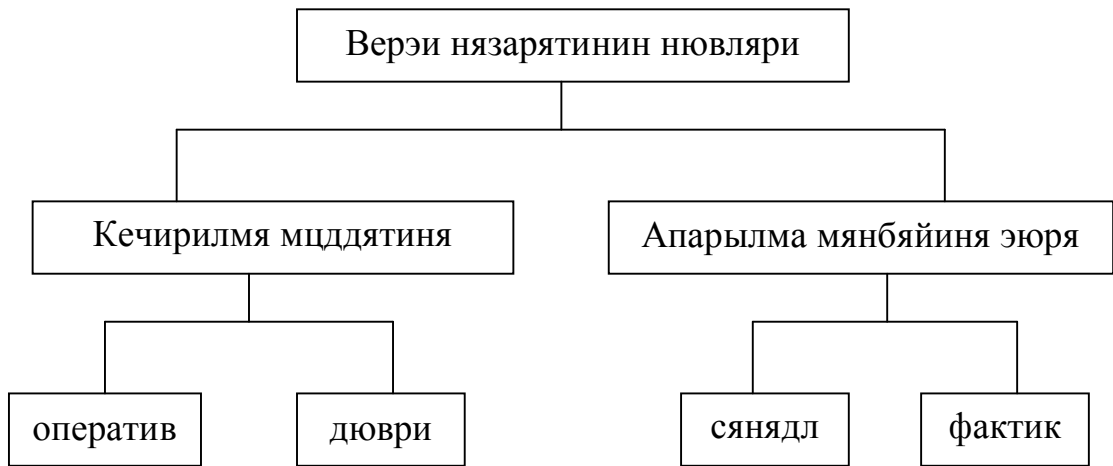 Верэи нязарятинин нювляри
Кечирилмя мцддятиня
Апарылма мянбяйиня эюря
оператив
дюври
сянядл
фактик